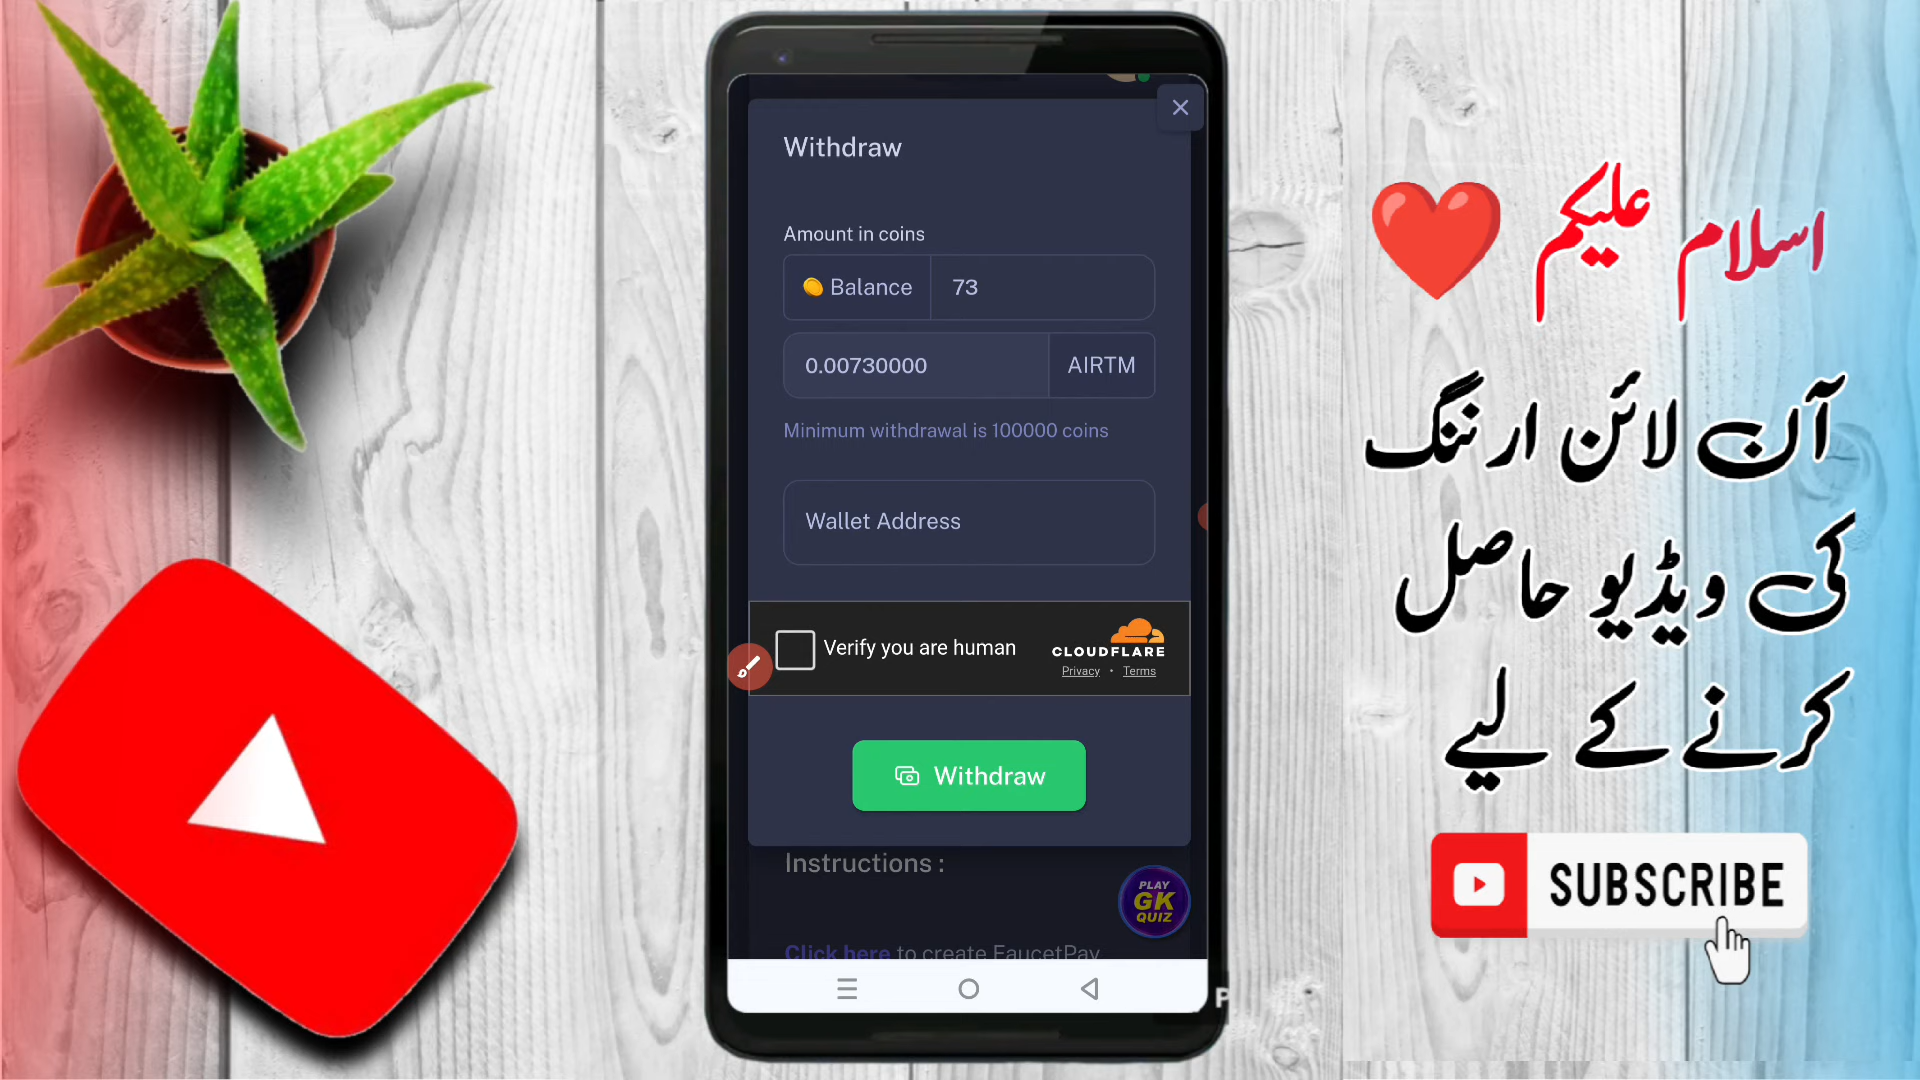 Withdraw
Amount in coins
Balance 73
0.00730000 AIRTM
Minimum withdrawal is 100000 coins
Wallet Address
Verify you are human
CLOUDFLARE
Privacy • Terms
Withdraw
Instructions :
PLAY
GK
QUIZ
Click here to create FaucetPay
اسلام علیکم
آن لائن ارننگ
کی ویڈیو حاصل
کرنے کے لیے
SUBSCRIBE